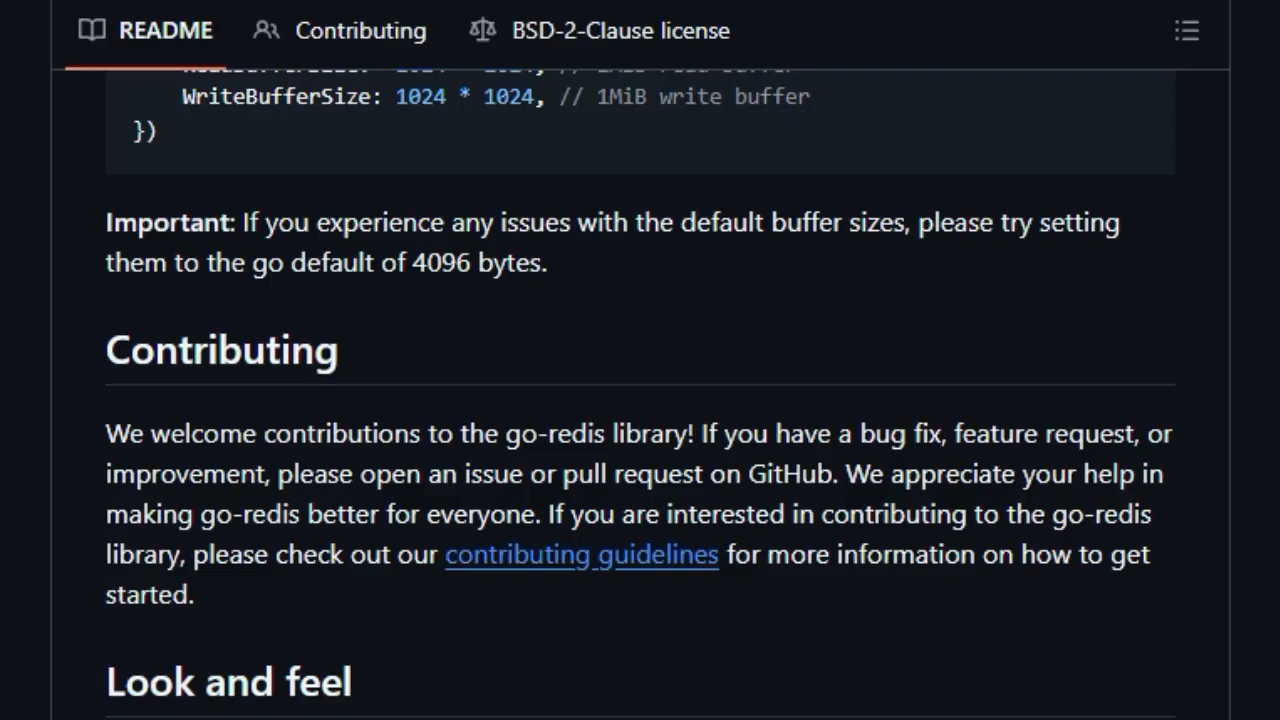 README Contributing BSD-2-Clause license
WriteBufferSize: 1024 * 1024, // 1MiB write buffer
})
Important: If you experience any issues with the default buffer sizes, please try setting
them to the go default of 4096 bytes.
Contributing
We welcome contributions to the go-redis library! If you have a bug fix, feature request, or
improvement, please open an issue or pull request on GitHub. We appreciate your help in
making go-redis better for everyone. If you are interested in contributing to the go-redis
library, please check out our contributing guidelines for more information on how to get
started.
Look and feel